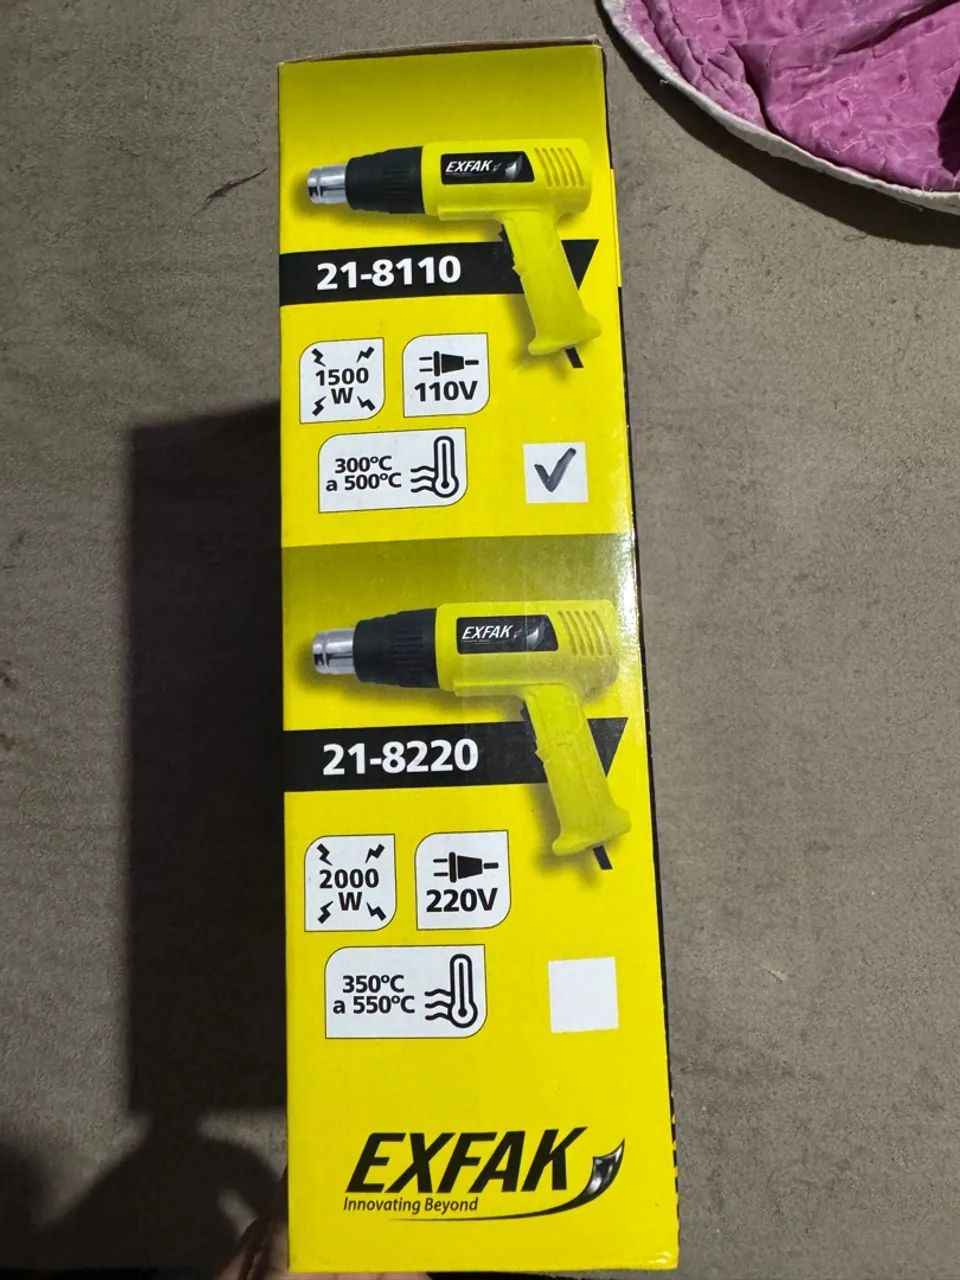 EXFAK
21-8110
1500
W
110V
300ºC
a 500ºC
EXFAK
21-8220
2000
W
220V
350ºC
a 550ºC
EXFAK
Innovating Beyond